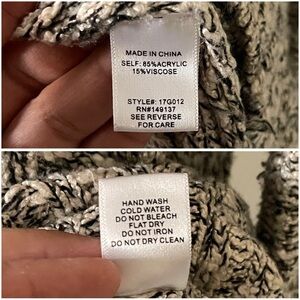 MADE IN CHINA
SELF: 85%ACRYLIC
15%VISCOSE
STYLE#: 17G012
RN#149137
SEE REVERSE
FOR CARE
HAND WASH
COLD WATER
DO NOT BLEACH
FLAT DRY
DO NOT IRON
DO NOT DRY CLEAN